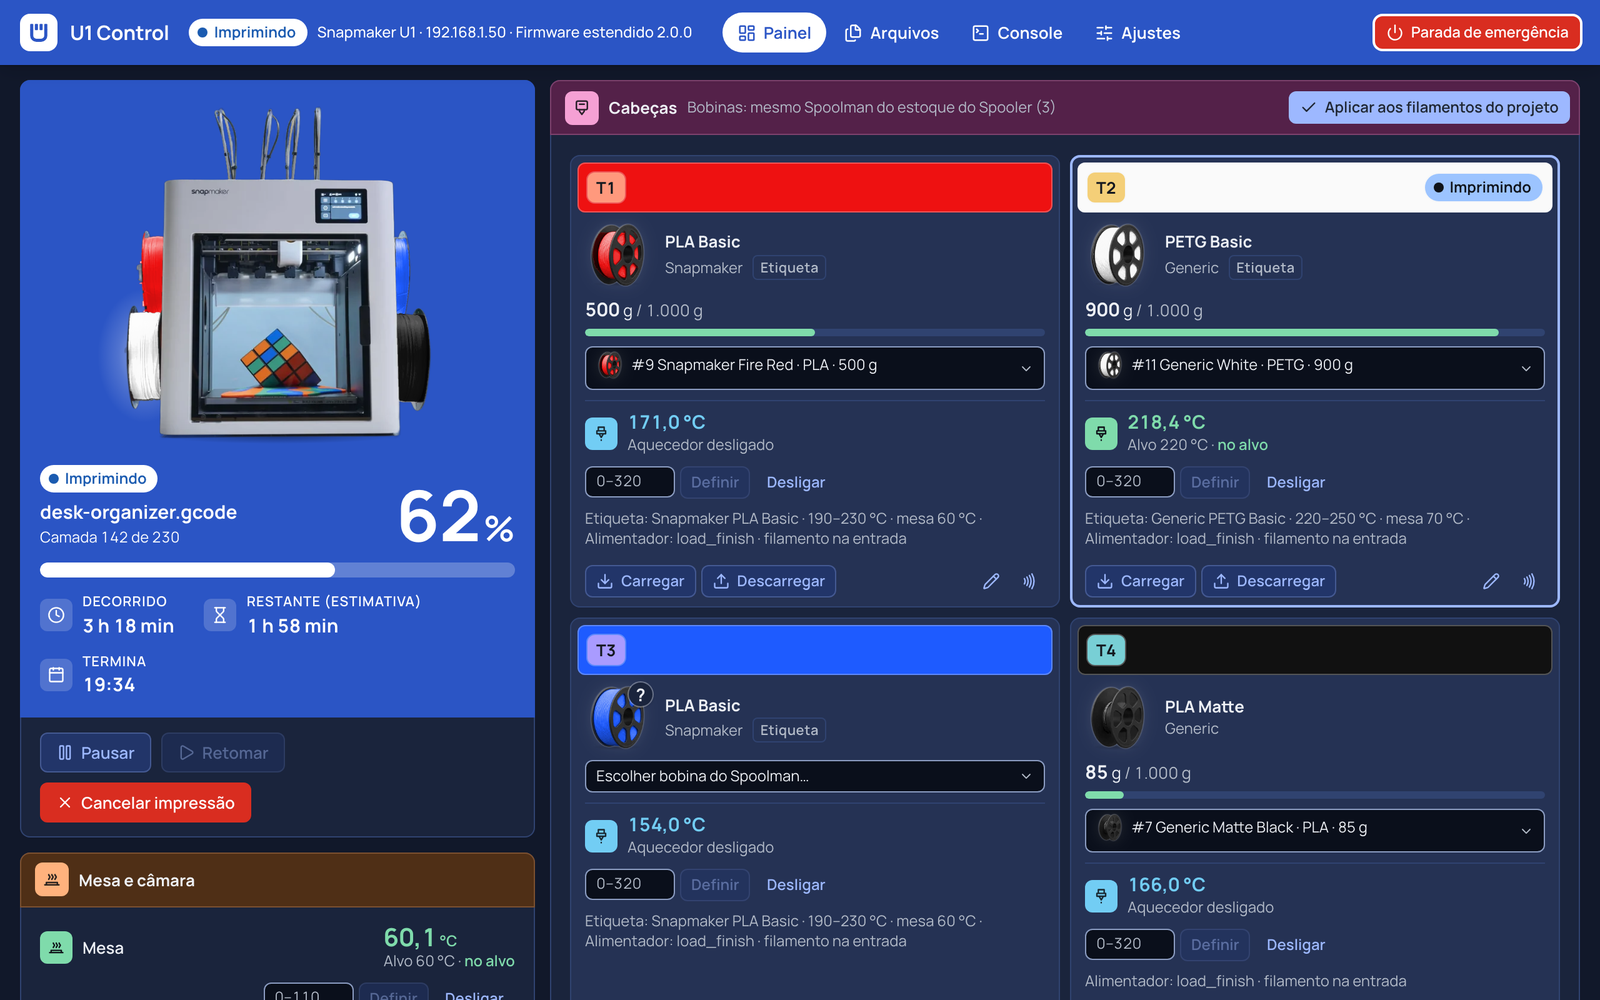 U1 Control
Imprimindo
Snapmaker U1 · 192.168.1.50 · Firmware estendido 2.0.0
Painel
Arquivos
Console
Ajustes
Parada de emergência
snapmaker
Imprimindo
desk-organizer.gcode
Camada 142 de 230
62%
DECORRIDO
3 h 18 min
RESTANTE (ESTIMATIVA)
1 h 58 min
TERMINA
19:34
Pausar
Retomar
Cancelar impressão
Mesa e câmara
Mesa
60,1 °C
Alvo 60 °C · no alvo
0–110
Definir
Desligar
Cabeças
Bobinas: mesmo Spoolman do estoque do Spooler (3)
Aplicar aos filamentos do projeto
T1
PLA Basic
Snapmaker
Etiqueta
500 g / 1.000 g
#9 Snapmaker Fire Red · PLA · 500 g
171,0 °C
Aquecedor desligado
0–320
Definir
Desligar
Etiqueta: Snapmaker PLA Basic · 190–230 °C · mesa 60 °C ·
Alimentador: load_finish · filamento na entrada
Carregar
Descarregar
T2
Imprimindo
PETG Basic
Generic
Etiqueta
900 g / 1.000 g
#11 Generic White · PETG · 900 g
218,4 °C
Alvo 220 °C · no alvo
0–320
Definir
Desligar
Etiqueta: Generic PETG Basic · 220–250 °C · mesa 70 °C ·
Alimentador: load_finish · filamento na entrada
Carregar
Descarregar
T3
?
PLA Basic
Snapmaker
Etiqueta
Escolher bobina do Spoolman…
154,0 °C
Aquecedor desligado
0–320
Definir
Desligar
Etiqueta: Snapmaker PLA Basic · 190–230 °C · mesa 60 °C ·
Alimentador: load_finish · filamento na entrada
T4
PLA Matte
Generic
85 g / 1.000 g
#7 Generic Matte Black · PLA · 85 g
166,0 °C
Aquecedor desligado
0–320
Definir
Desligar
Alimentador: load_finish · filamento na entrada